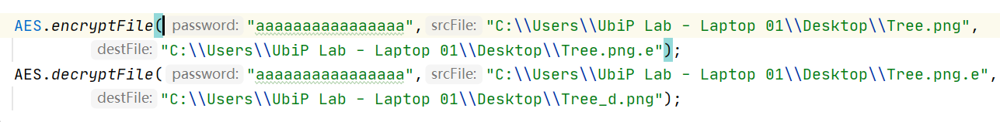 AES.encryptFile( password: "aaaaaaaaaaaaaaaa", srcFile: "C:\\Users\\UbiP Lab - Laptop 01\\Desktop\\Tree.png",
destFile: "C:\\Users\\UbiP Lab - Laptop 01\\Desktop\\Tree.png.e");
AES.decryptFile( password: "aaaaaaaaaaaaaaaa", srcFile: "C:\\Users\\UbiP Lab - Laptop 01\\Desktop\\Tree.png.e",
destFile: "C:\\Users\\UbiP Lab - Laptop 01\\Desktop\\Tree_d.png");